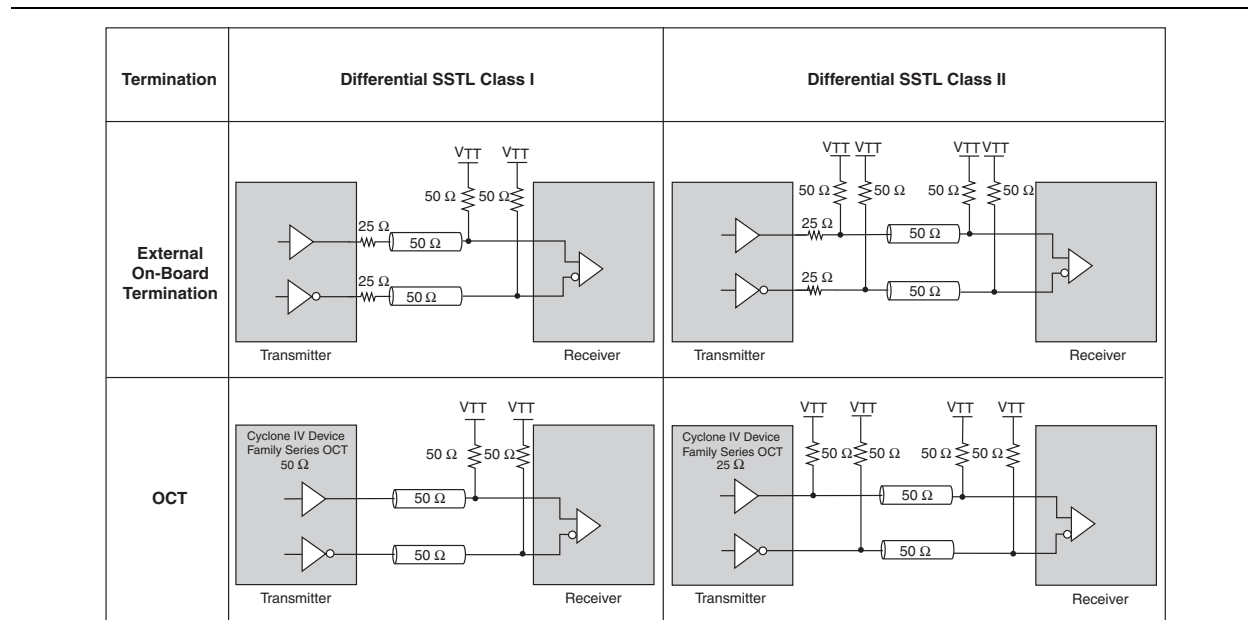 Termination
Differential SSTL Class I
Differential SSTL Class II
External
On-Board
Termination
VTT VTT
50 Ω 50 Ω
25 Ω
50 Ω
25 Ω
50 Ω
Transmitter
Receiver
VTT VTT VTT VTT
50 Ω 50 Ω 50 Ω 50 Ω
25 Ω
50 Ω
25 Ω
50 Ω
Transmitter
Receiver
OCT
Cyclone IV Device
Family Series OCT
50 Ω
VTT VTT
50 Ω 50 Ω
50 Ω
50 Ω
Transmitter
Receiver
Cyclone IV Device
Family Series OCT
25 Ω
VTT VTT VTT VTT
50 Ω 50 Ω 50 Ω 50 Ω
50 Ω
50 Ω
Transmitter
Receiver